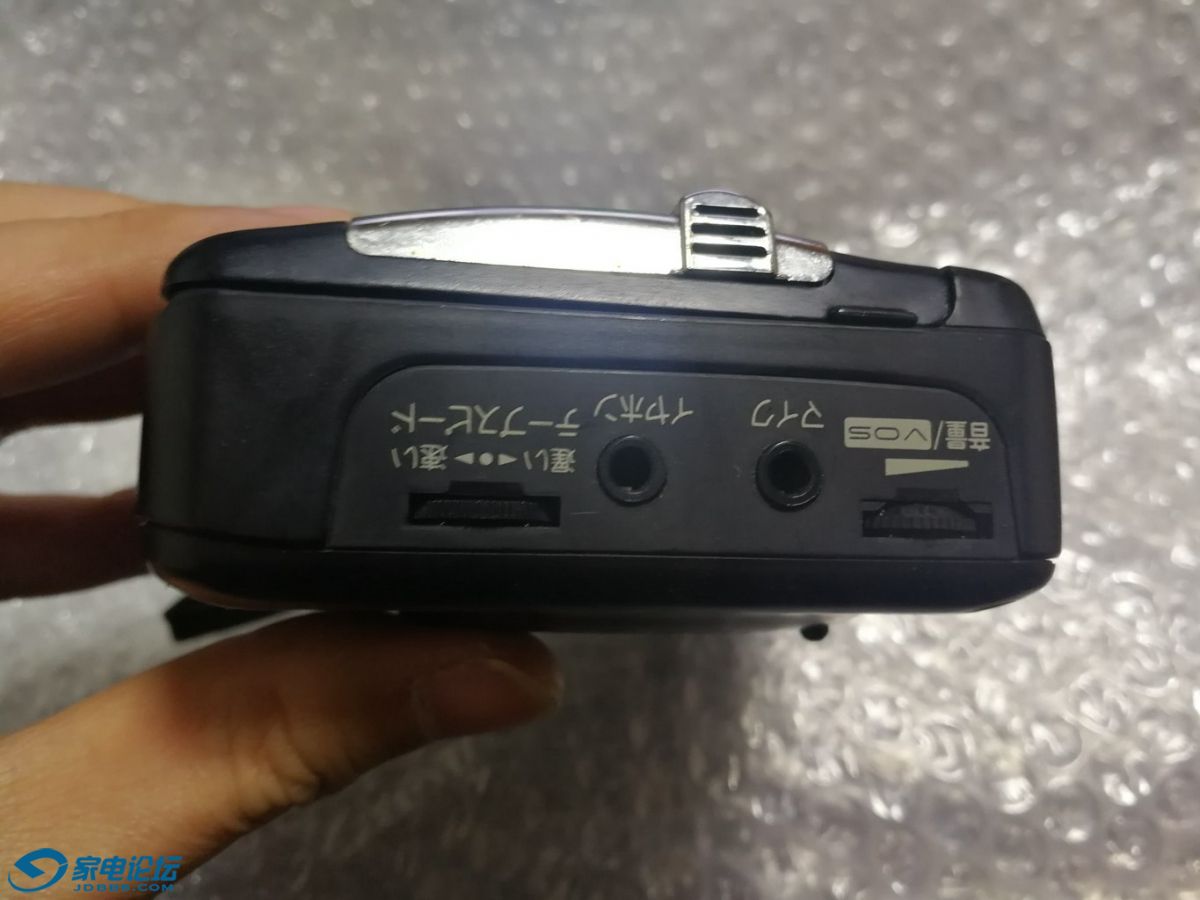 音量/VOS
マイク
イヤホン
テープスピード
遅い▶●◀速い
家电论坛
JDBBS.COM